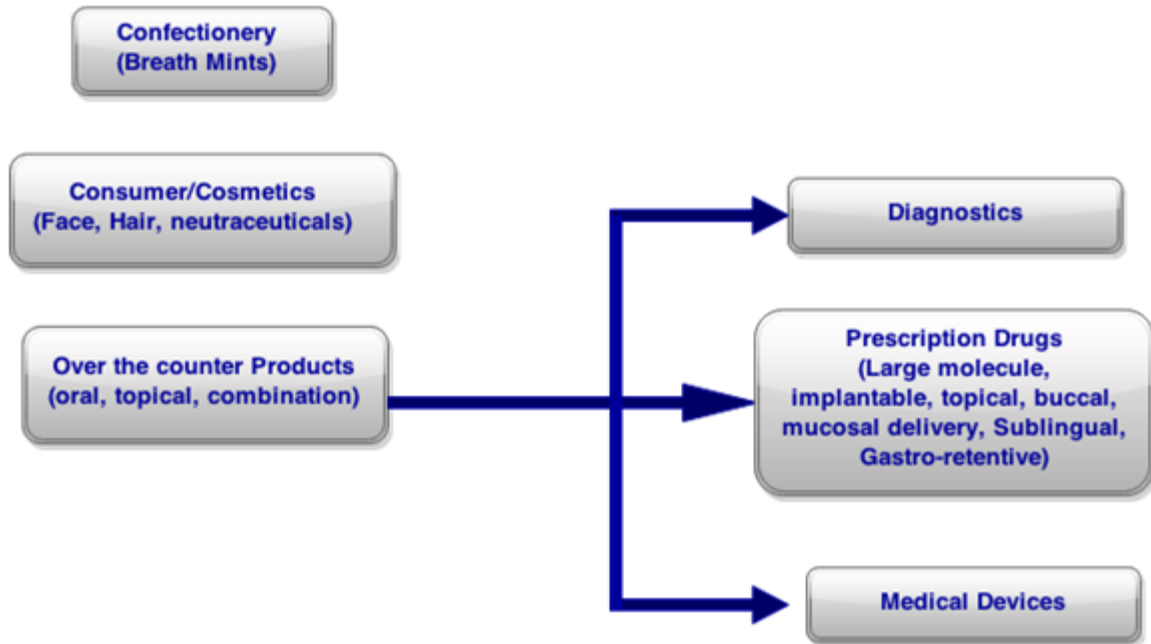 Confectionery
(Breath Mints)
Consumer/Cosmetics
(Face, Hair, neutraceuticals)
Over the counter Products
(oral, topical, combination)
Diagnostics
Prescription Drugs
(Large molecule,
implantable, topical, buccal,
mucosal delivery, Sublingual,
Gastro-retentive)
Medical Devices